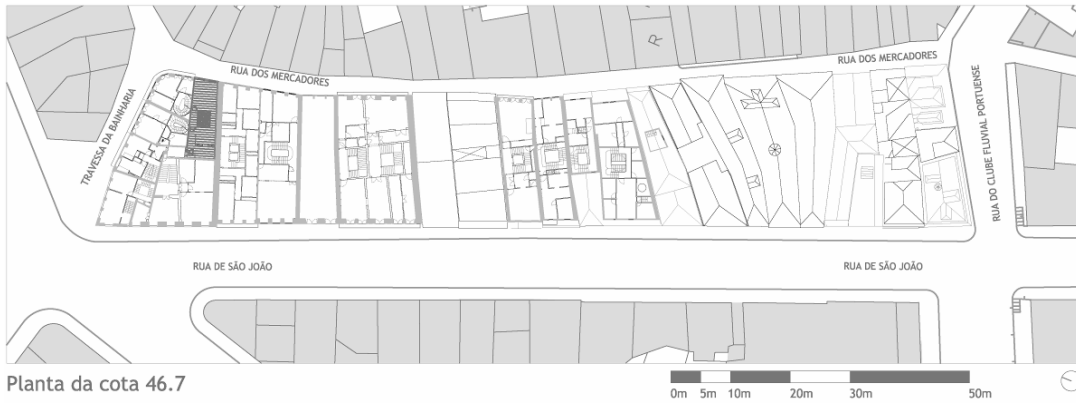 RUA DOS MERCADORES
RUA DOS MERCADORES
R
TRAVESSA DA BAINHARIA
RUA DO CLUBE FLUVIAL PORTUENSE
RUA DE SÃO JOÃO
RUA DE SÃO JOÃO
Planta da cota 46.7
0m 5m 10m 20m 30m 50m